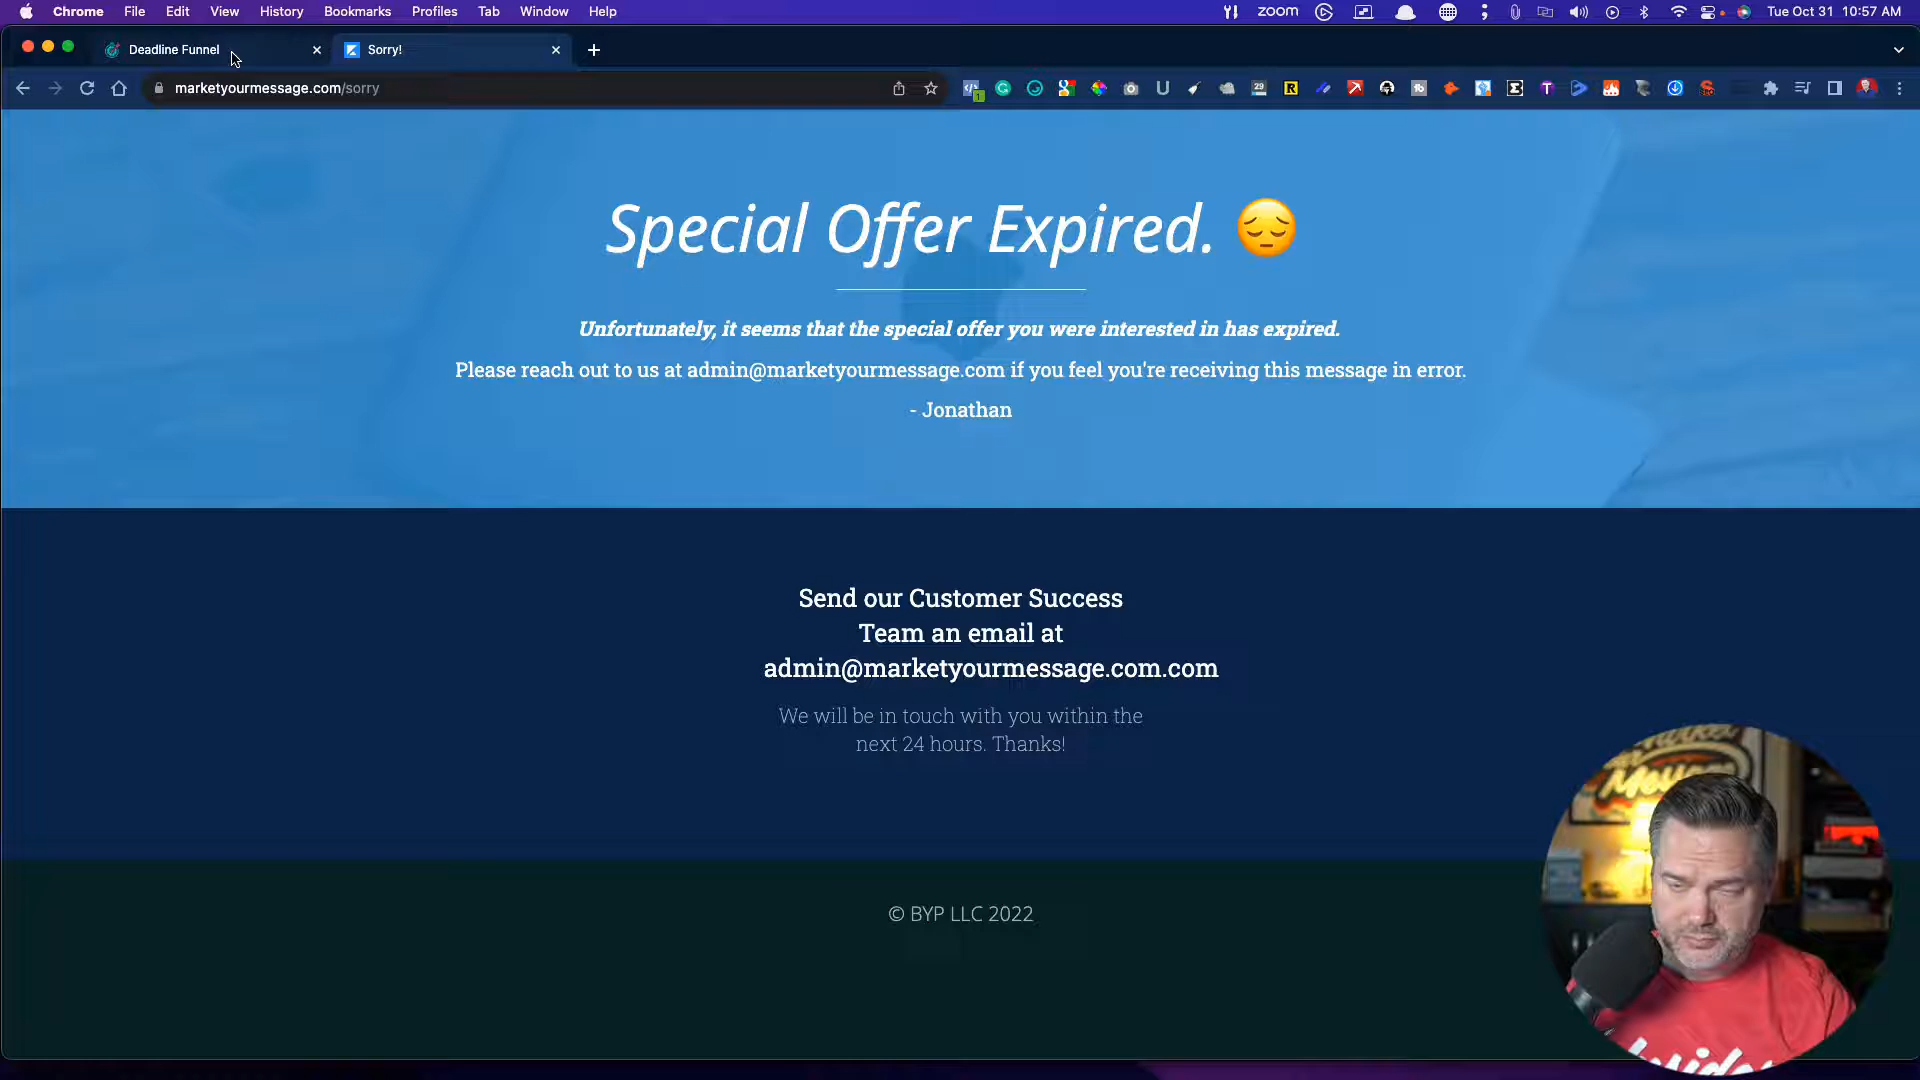 Chrome File Edit View History Bookmarks Profiles Tab Window Help zoom Tue Oct 31 10:57 AM
Deadline Funnel Sorry!
marketyourmessage.com/sorry
Special Offer Expired. 😔
Unfortunately, it seems that the special offer you were interested in has expired.
Please reach out to us at admin@marketyourmessage.com if you feel you're receiving this message in error.
- Jonathan
Send our Customer Success
Team an email at
admin@marketyourmessage.com.com
We will be in touch with you within the
next 24 hours. Thanks!
© BYP LLC 2022